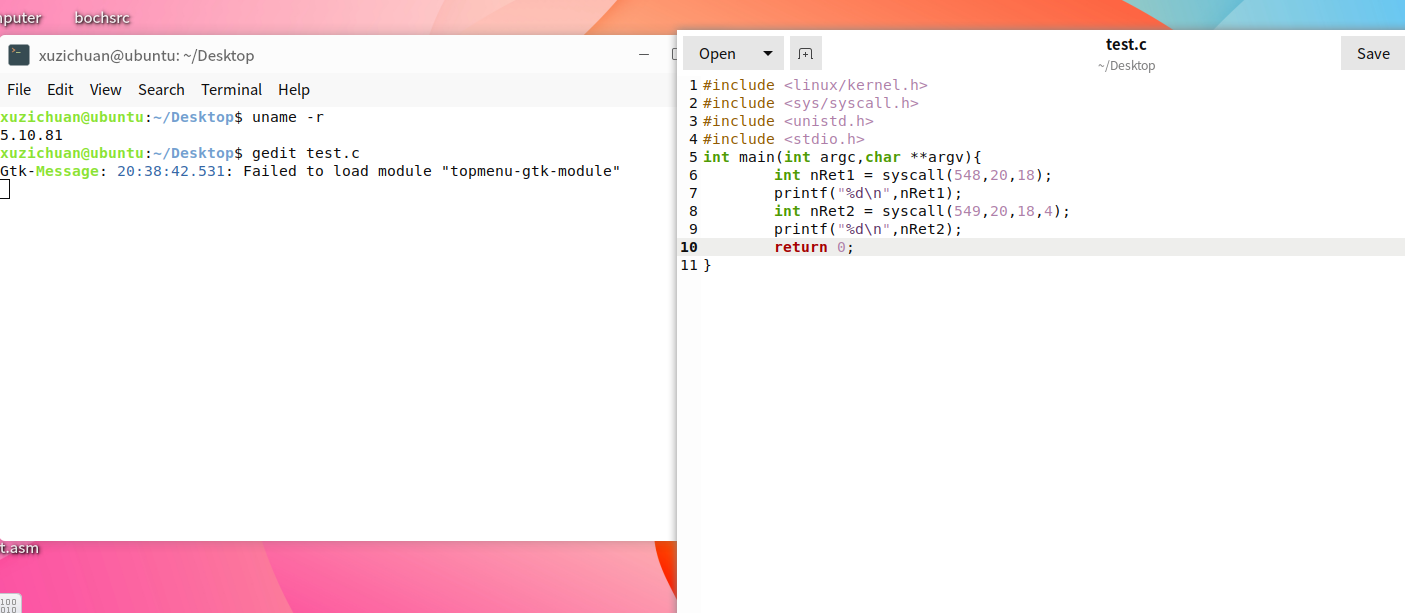 bochsrc
xuzichuan@ubuntu: ~/Desktop
File Edit View Search Terminal Help
xuzichuan@ubuntu:~/Desktop$ uname -r
5.10.81
xuzichuan@ubuntu:~/Desktop$ gedit test.c
Gtk-Message: 20:38:42.531: Failed to load module "topmenu-gtk-module"
t.asm
Open
test.c
~/Desktop
Save
1 #include <linux/kernel.h>
2 #include <sys/syscall.h>
3 #include <unistd.h>
4 #include <stdio.h>
5 int main(int argc,char **argv){
6 int nRet1 = syscall(548,20,18);
7 printf("%d\n",nRet1);
8 int nRet2 = syscall(549,20,18,4);
9 printf("%d\n",nRet2);
10 return 0;
11 }